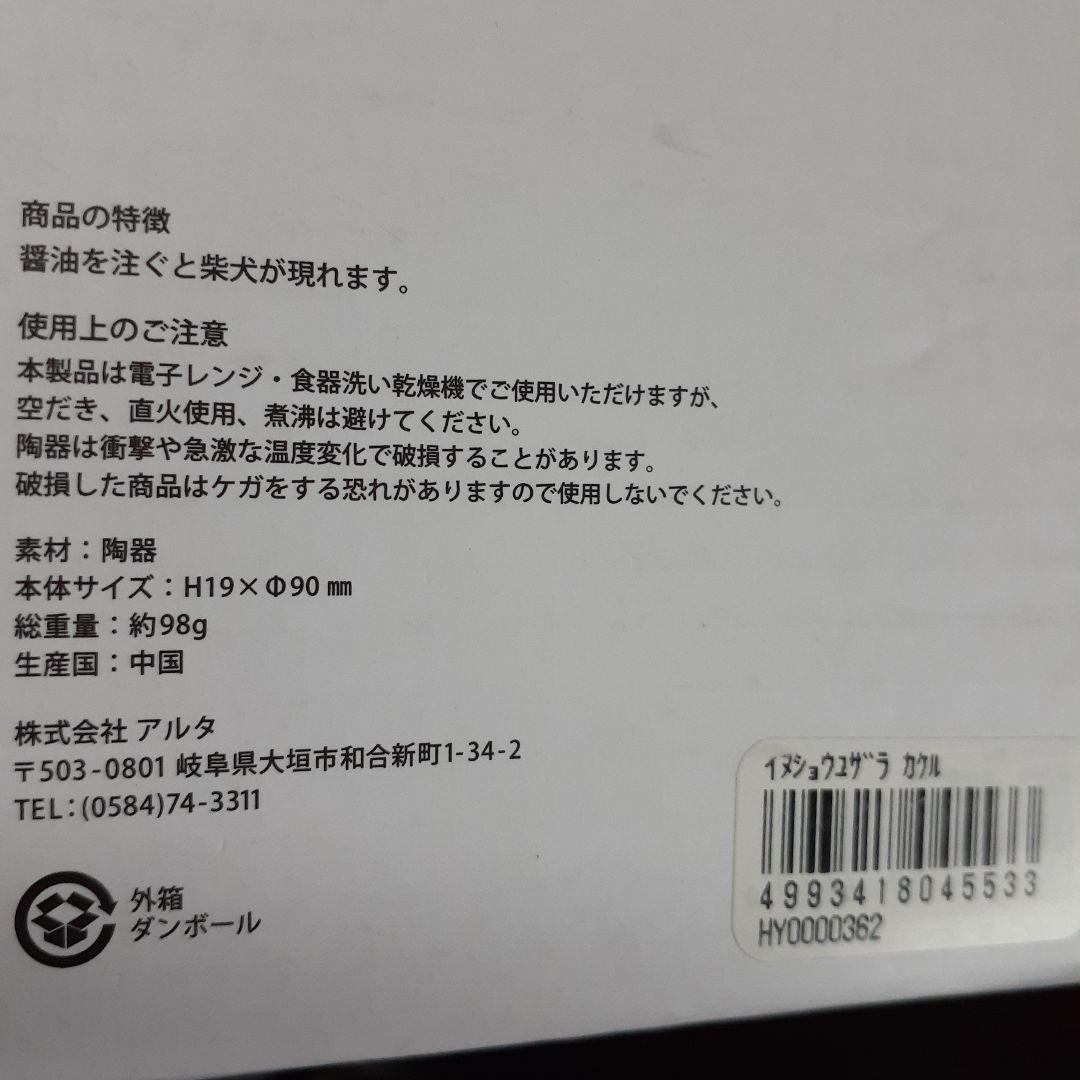 商品の特徴
醤油を注ぐと柴犬が現れます。
使用上のご注意
本製品は電子レンジ・食器洗い乾燥機でご使用いただけますが、
空だき、直火使用、煮沸は避けてください。
陶器は衝撃や急激な温度変化で破損することがあります。
破損した商品はケガをする恐れがありますので使用しないでください。
素材：陶器
本体サイズ：H19×Φ90㎜
総重量：約98g
生産国：中国
株式会社 アルタ
〒503-0801 岐阜県大垣市和合新町1-34-2
TEL：(0584)74-3311
外箱
ダンボール
ｲﾇｼｮｳﾕｻﾞﾗ ｶｹﾙ
4993418045533
HY0000362